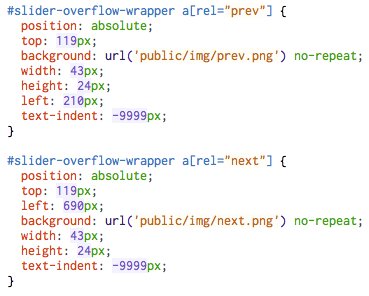 #slider-overflow-wrapper a[rel="prev"] {
  position: absolute;
  top: 119px;
  background: url('public/img/prev.png') no-repeat;
  width: 43px;
  height: 24px;
  left: 210px;
  text-indent: -9999px;
}

#slider-overflow-wrapper a[rel="next"] {
  position: absolute;
  top: 119px;
  left: 690px;
  background: url('public/img/next.png') no-repeat;
  width: 43px;
  height: 24px;
  text-indent: -9999px;
}